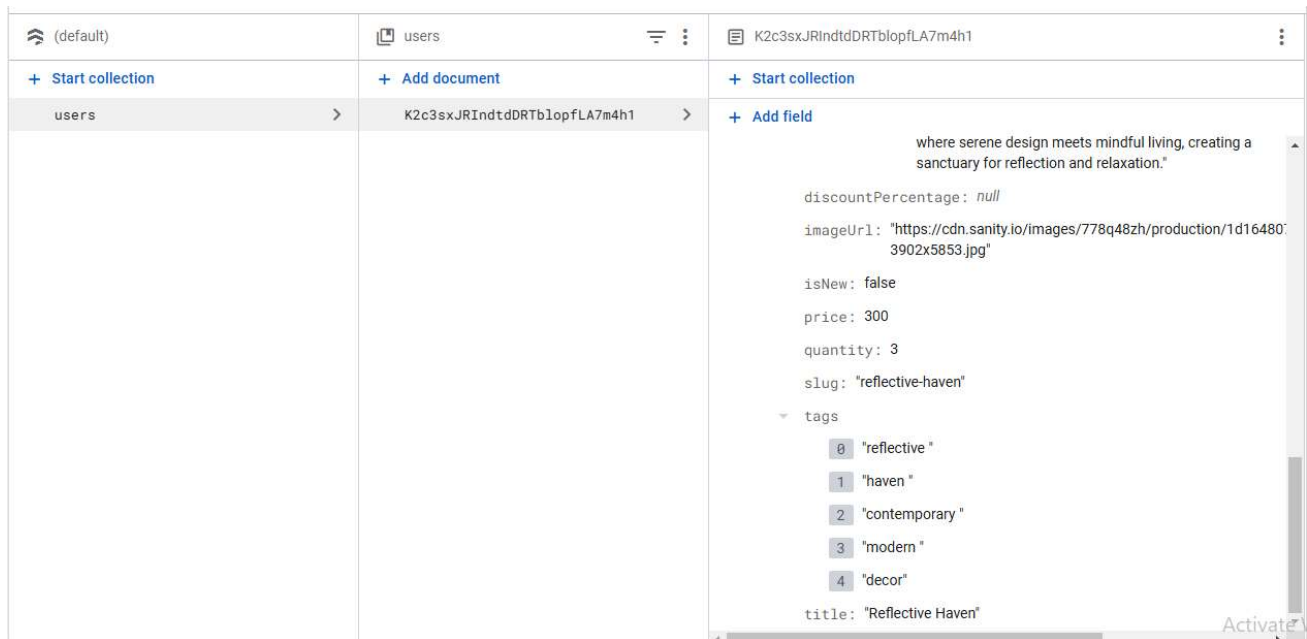 (default)
users
K2c3sxJRIndtdDRTblopfLA7m4h1
+ Start collection
+ Add document
+ Start collection
users
K2c3sxJRIndtdDRTblopfLA7m4h1
+ Add field
where serene design meets mindful living, creating a
sanctuary for reflection and relaxation."
discountPercentage: null
imageUrl: "https://cdn.sanity.io/images/778q48zh/production/1d164807
3902x5853.jpg"
isNew: false
price: 300
quantity: 3
slug: "reflective-haven"
tags
0 "reflective "
1 "haven "
2 "contemporary "
3 "modern "
4 "decor"
title: "Reflective Haven"
Activate